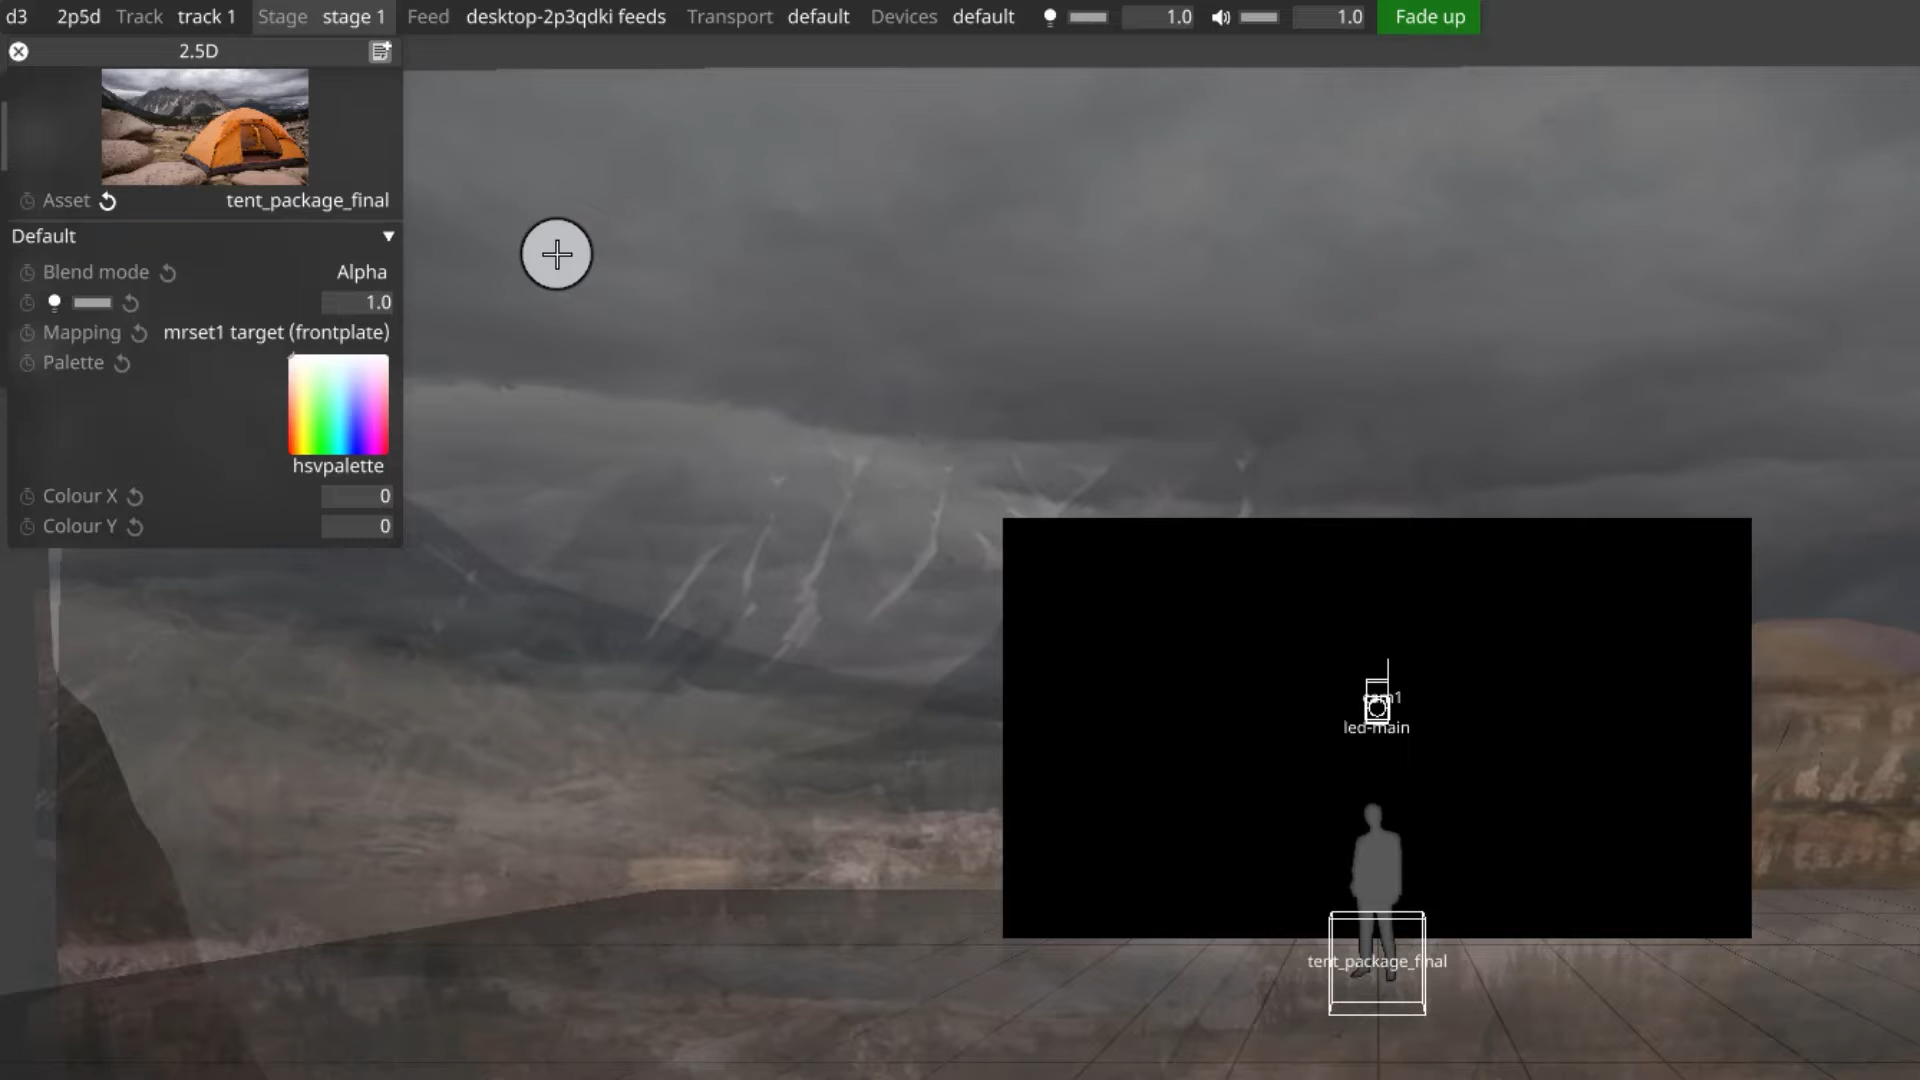 d3 2p5d Track track 1 Stage stage 1 Feed desktop-2p3qdki feeds Transport default Devices default 1.0 1.0 Fade up
2.5D
Asset tent_package_final
Default
Blend mode Alpha
1.0
Mapping mrset1 target (frontplate)
Palette
hsvpalette
Colour X 0
Colour Y 0
cam1
led-main
tent_package_final